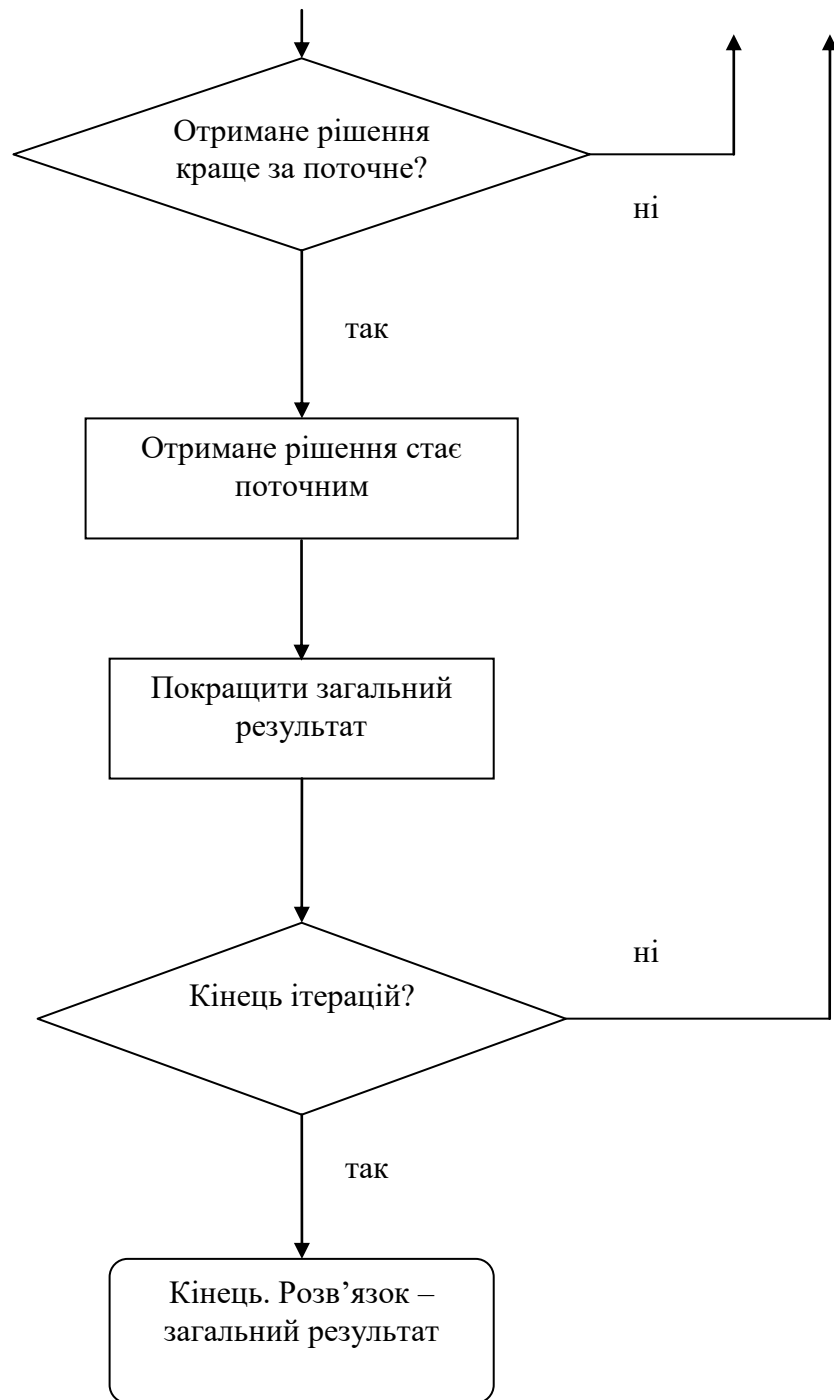 Отримане рішення
краще за поточне?
ні
так
Отримане рішення стає
поточним
Покращити загальний
результат
ні
Кінець ітерацій?
так
Кінець. Розв’язок –
загальний результат